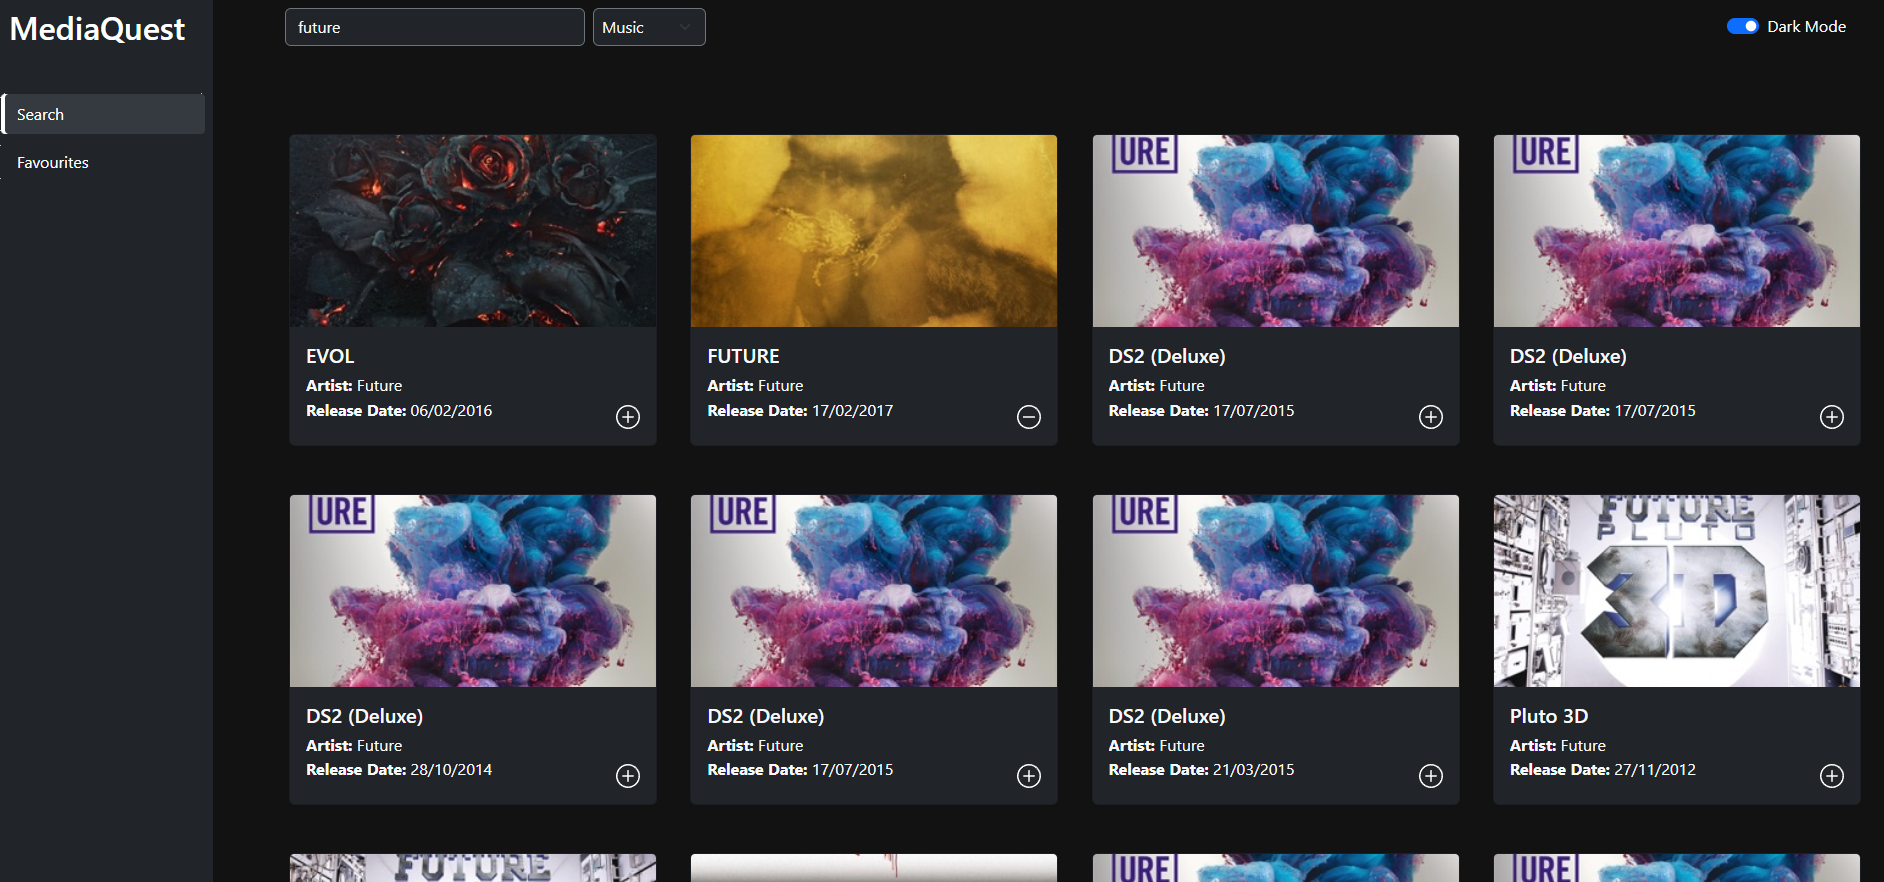 MediaQuest
future
Music
Dark Mode
Search
Favourites
EVOL
Artist: Future
Release Date: 06/02/2016
FUTURE
Artist: Future
Release Date: 17/02/2017
URE
DS2 (Deluxe)
Artist: Future
Release Date: 17/07/2015
URE
DS2 (Deluxe)
Artist: Future
Release Date: 17/07/2015
URE
DS2 (Deluxe)
Artist: Future
Release Date: 28/10/2014
URE
DS2 (Deluxe)
Artist: Future
Release Date: 17/07/2015
URE
DS2 (Deluxe)
Artist: Future
Release Date: 21/03/2015
FUTURE
PLUTO
3D
Pluto 3D
Artist: Future
Release Date: 27/11/2012
FUTURE
URE
URE